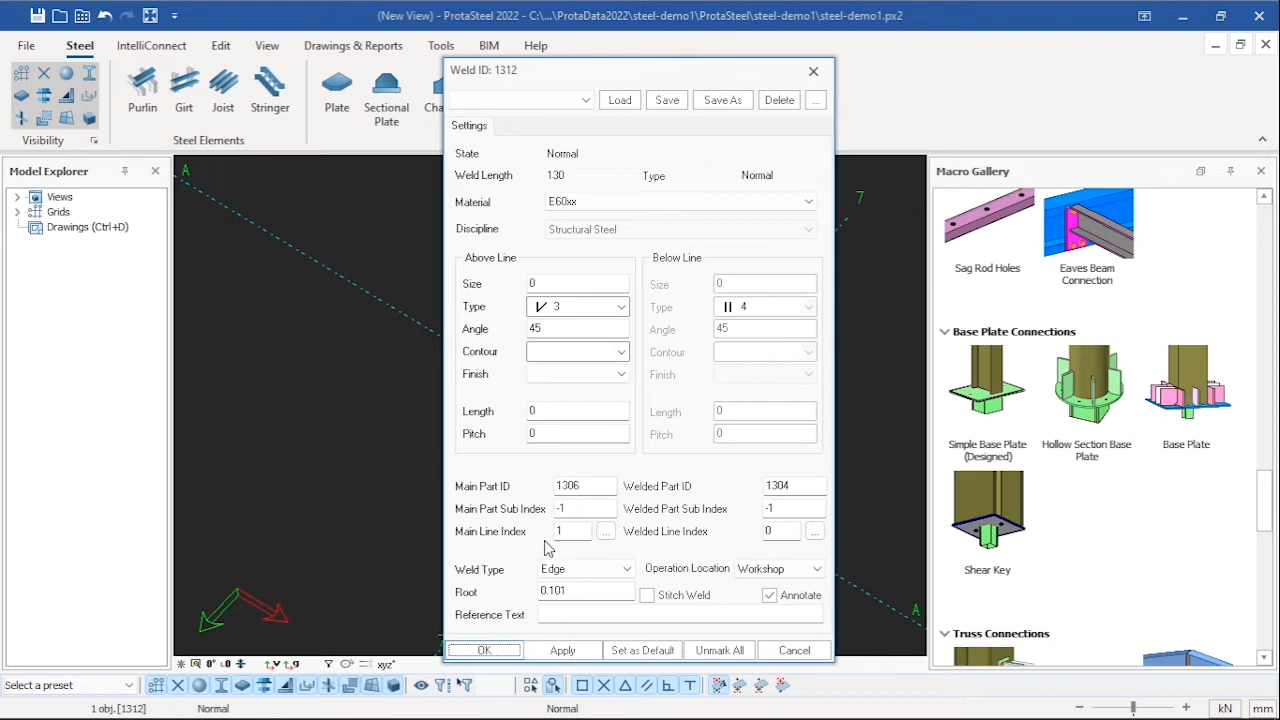 (New View) - ProtaSteel 2022 - C:\...\ProtaData2022\steel-demo1\ProtaSteel\steel-demo1\steel-demo1.px2
File Steel IntelliConnect Edit View Drawings & Reports Tools BIM Help
Visibility
Purlin Girt Joist Stringer
Steel Elements
Plate Sectional Plate Cha
Model Explorer
Views
Grids
Drawings (Ctrl+D)
A
7
A
Weld ID: 1312
Load Save Save As Delete ...
Settings
State Normal
Weld Length 130 Type Normal
Material E60xx
Discipline Structural Steel
Above Line Below Line
Size 0 Size 0
Type 3 Type 4
Angle 45 Angle 45
Contour Contour
Finish Finish
Length 0 Length 0
Pitch 0 Pitch 0
Main Part ID 1306 Welded Part ID 1304
Main Part Sub Index -1 Welded Part Sub Index -1
Main Line Index 1 ... Welded Line Index 0 ...
Weld Type Edge Operation Location Workshop
Root 0.101 Stitch Weld Annotate
Reference Text
OK Apply Set as Default Unmark All Cancel
Macro Gallery
Sag Rod Holes Eaves Beam Connection
Base Plate Connections
Simple Base Plate (Designed) Hollow Section Base Plate Base Plate
Shear Key
Truss Connections
Select a preset
1 obj.[1312] Normal Normal kN mm